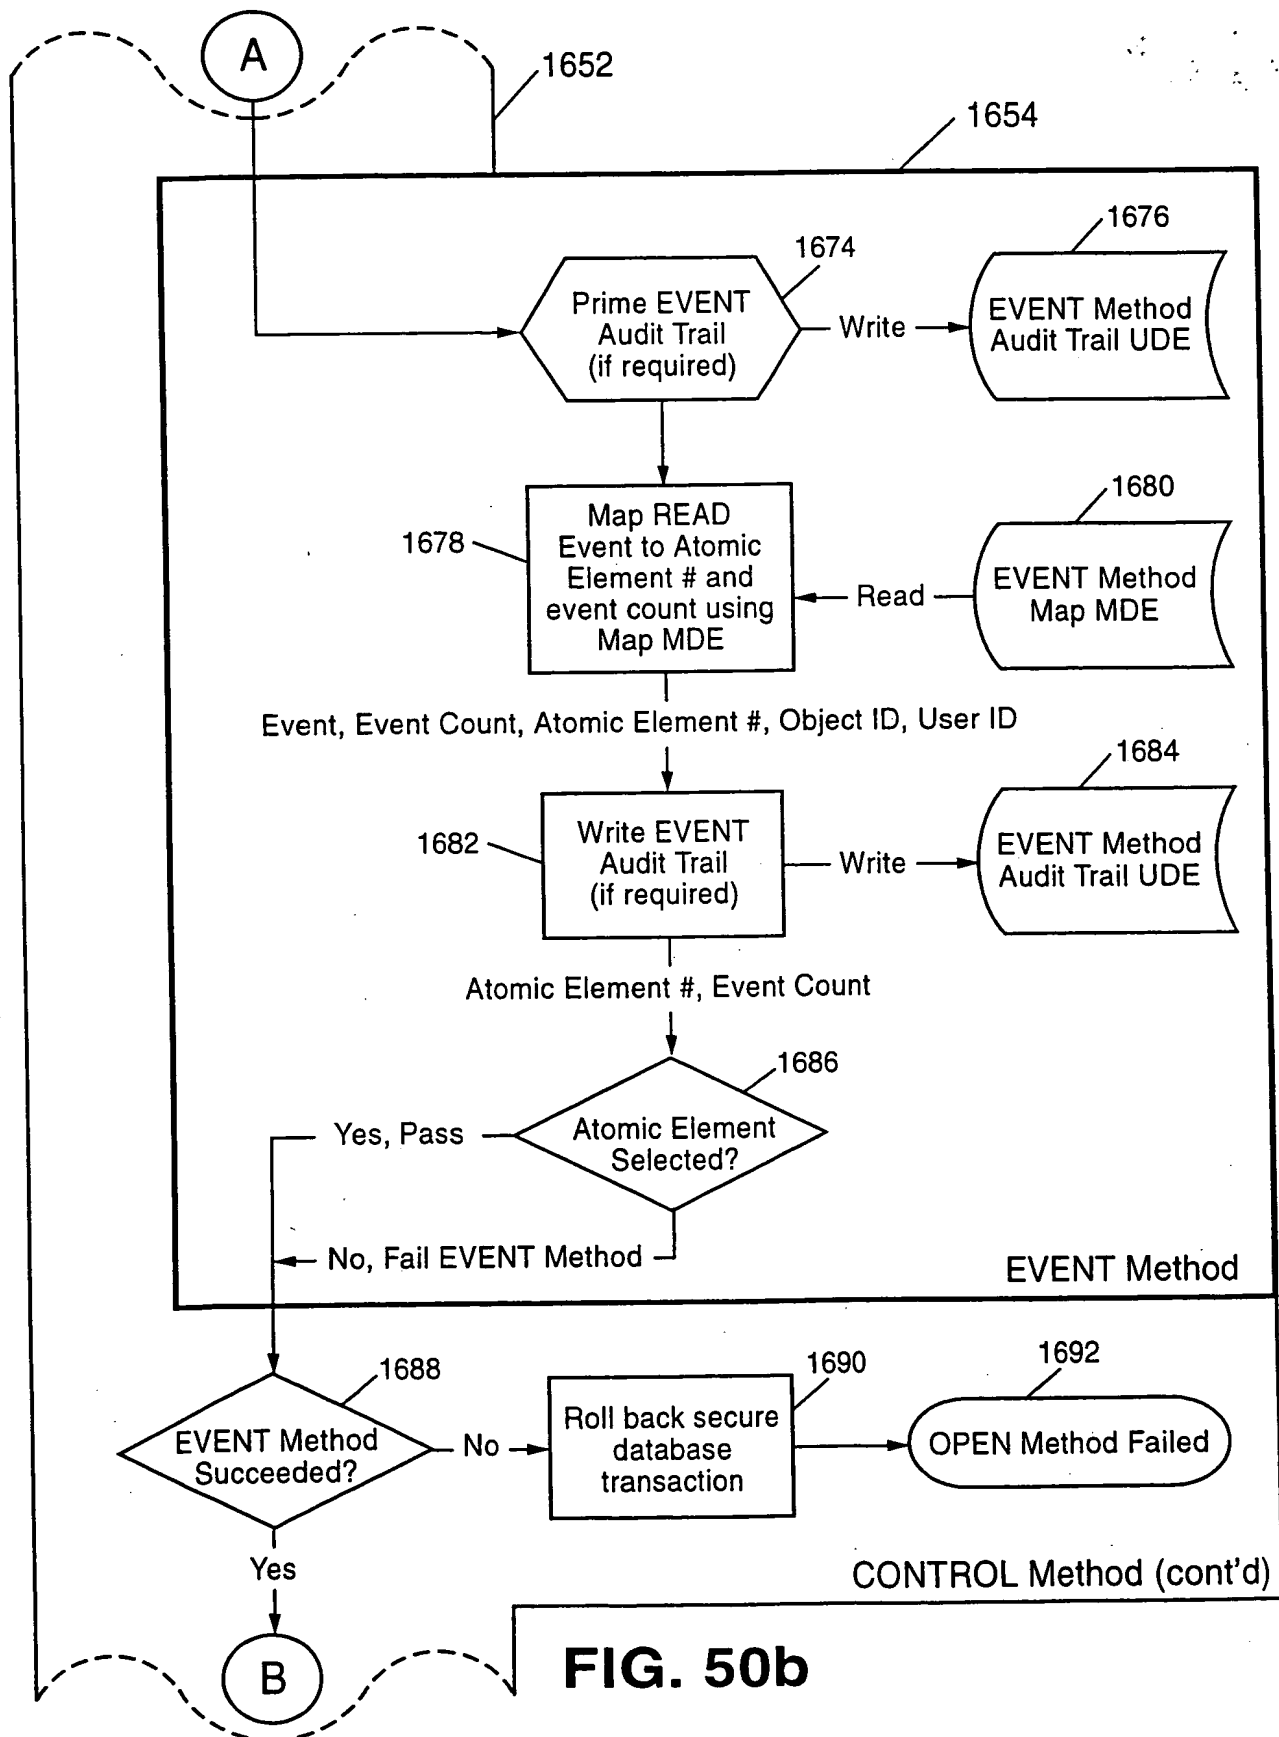 A
1652
1654
1676
1674
Prime EVENT
Audit Trail
(if required)
Write
EVENT Method
Audit Trail UDE
1680
1678
Map READ
Event to Atomic
Element # and
event count using
Map MDE
Read
EVENT Method
Map MDE
Event, Event Count, Atomic Element #, Object ID, User ID
1684
1682
Write EVENT
Audit Trail
(if required)
Write
EVENT Method
Audit Trail UDE
Atomic Element #, Event Count
1686
Yes, Pass
Atomic Element
Selected?
No, Fail EVENT Method
EVENT Method
1688
1690
1692
EVENT Method
Succeeded?
No
Roll back secure
database
transaction
OPEN Method Failed
Yes
CONTROL Method (cont'd)
B
FIG. 50b